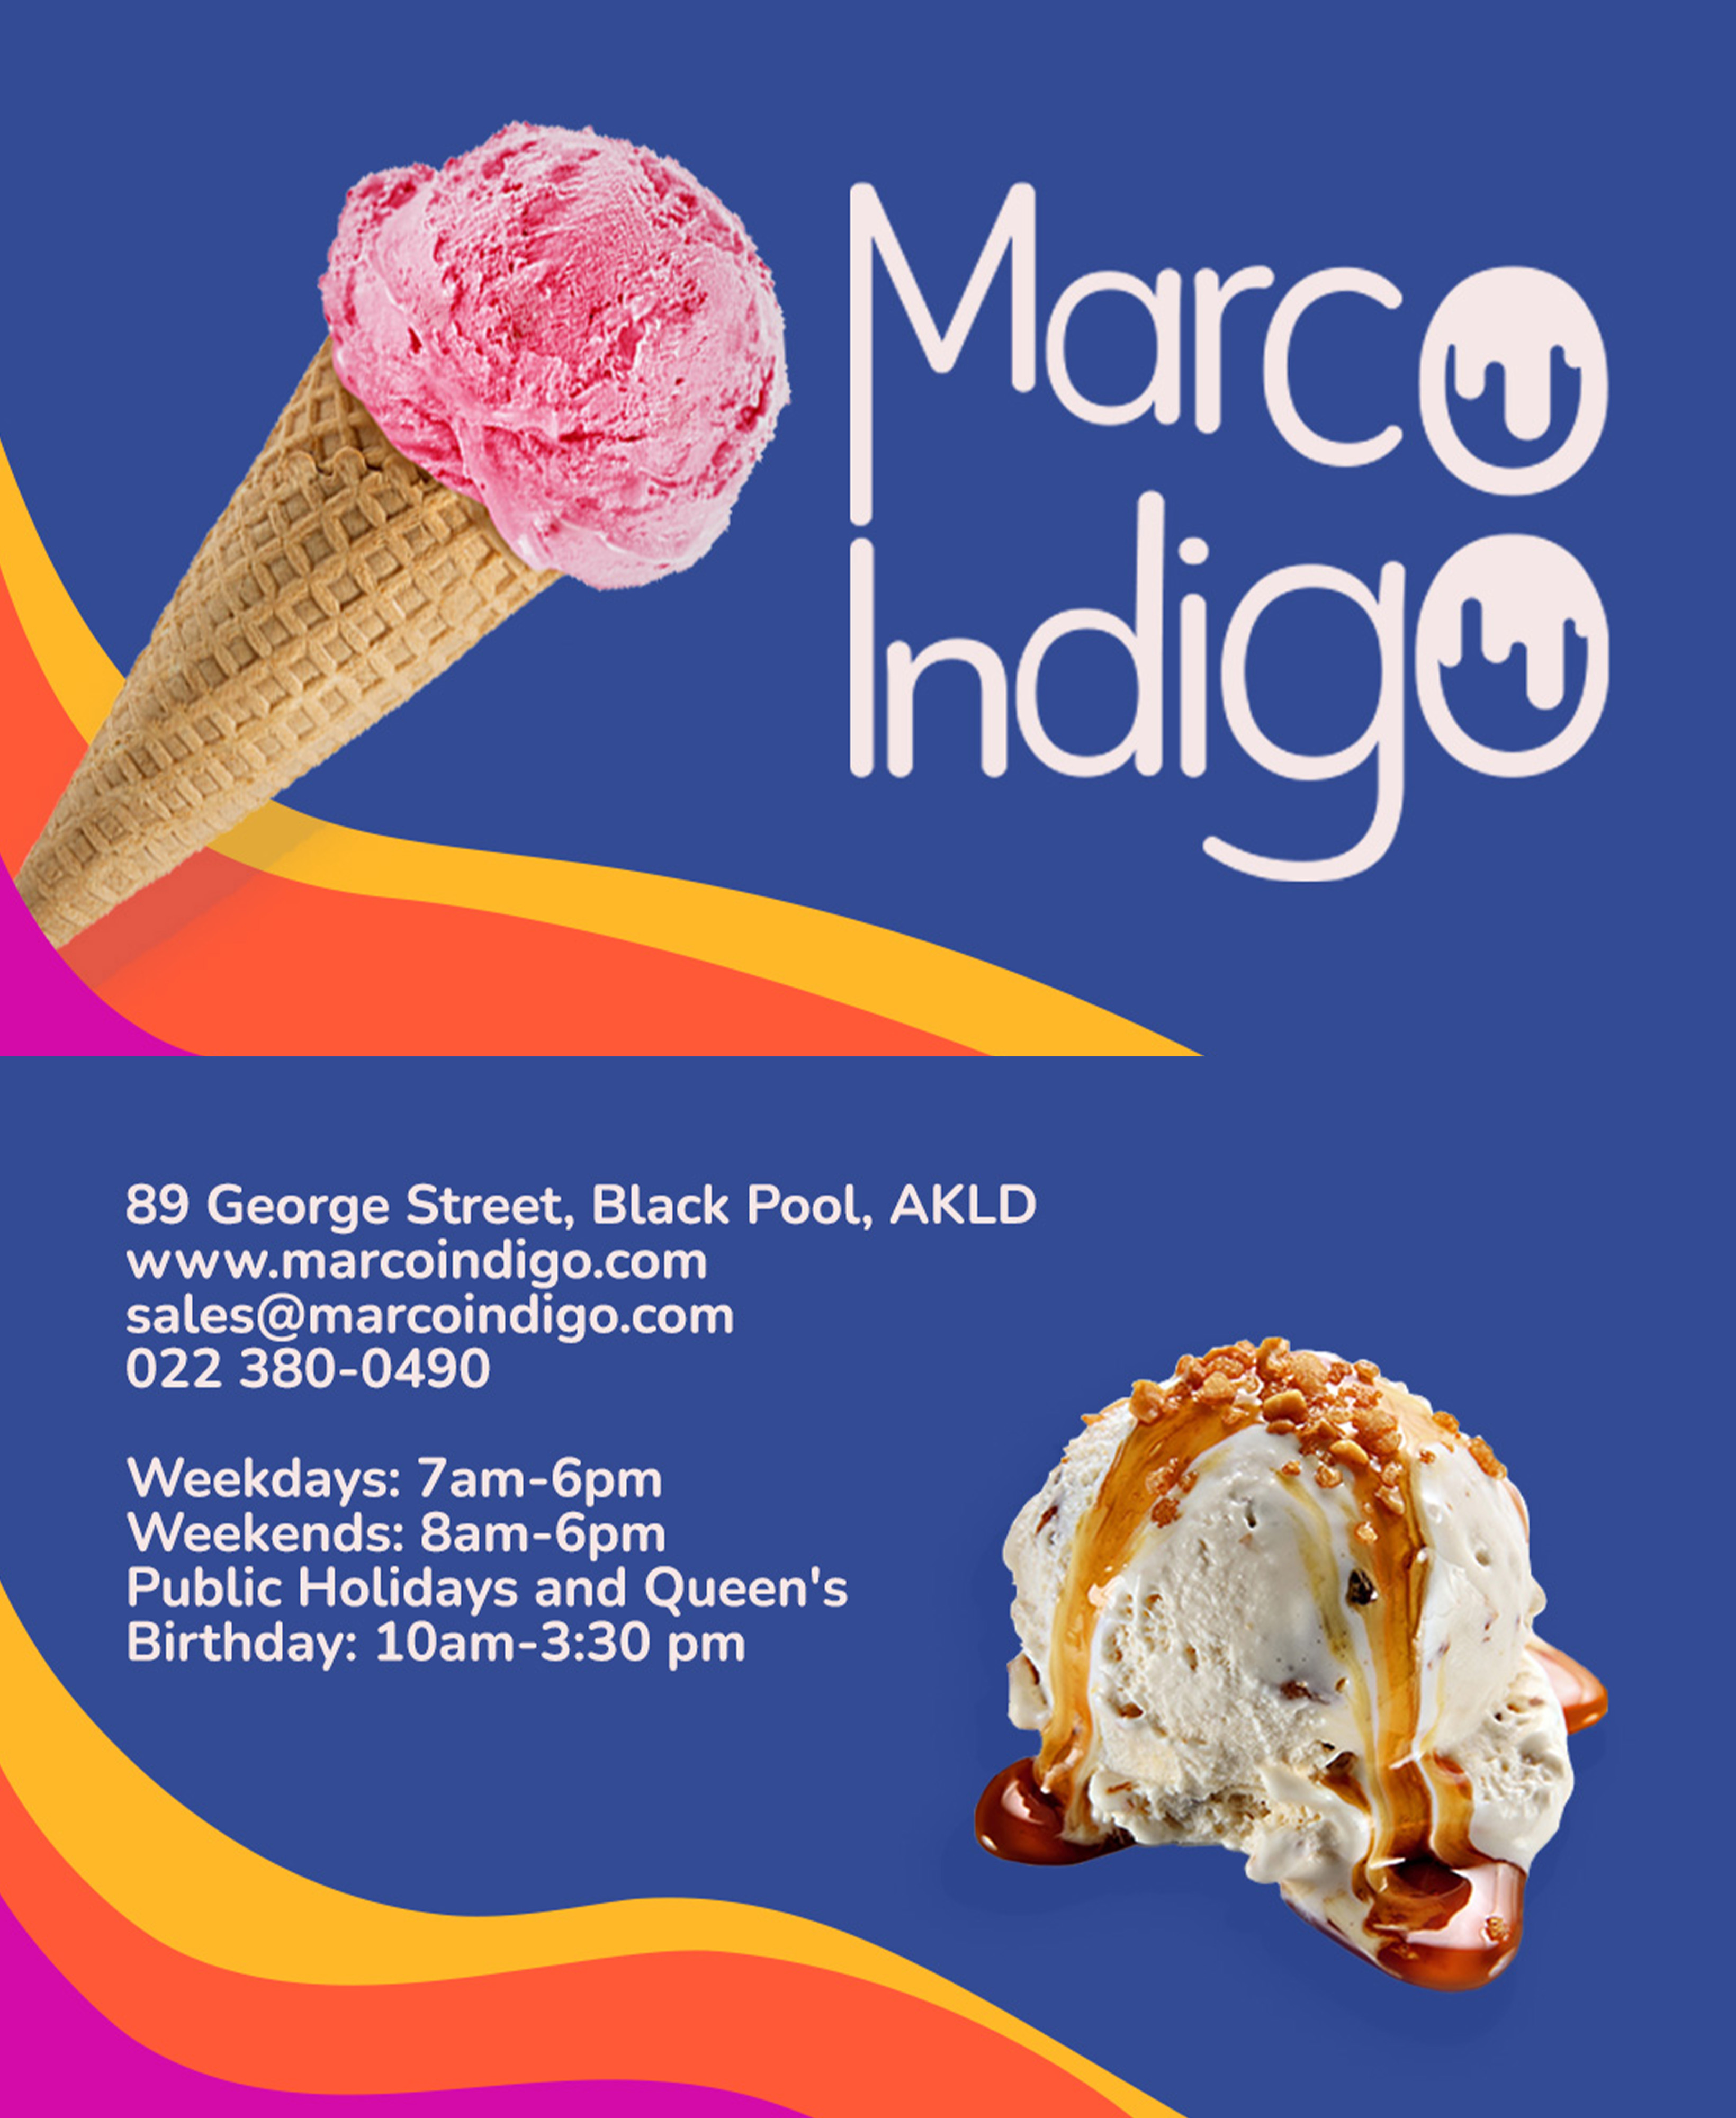 Marco
Indigo
89 George Street, Black Pool, AKLD
www.marcoindigo.com
sales@marcoindigo.com
022 380-0490
Weekdays: 7am-6pm
Weekends: 8am-6pm
Public Holidays and Queen's
Birthday: 10am-3:30 pm